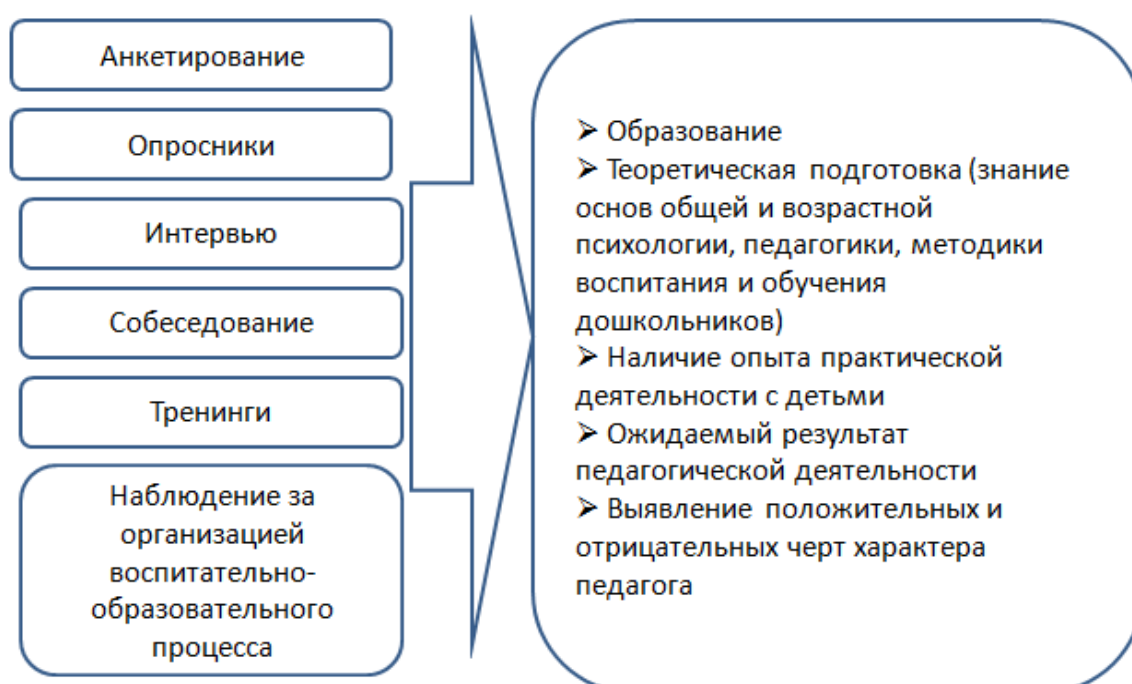 Анкетирование
Опросники
Интервью
Собеседование
Тренинги
Наблюдение за
организацией
воспитательно-
образовательного
процесса
➤ Образование
➤ Теоретическая подготовка (знание
основ общей и возрастной
психологии, педагогики, методики
воспитания и обучения
дошкольников)
➤ Наличие опыта практической
деятельности с детьми
➤ Ожидаемый результат
педагогической деятельности
➤ Выявление положительных и
отрицательных черт характера
педагога